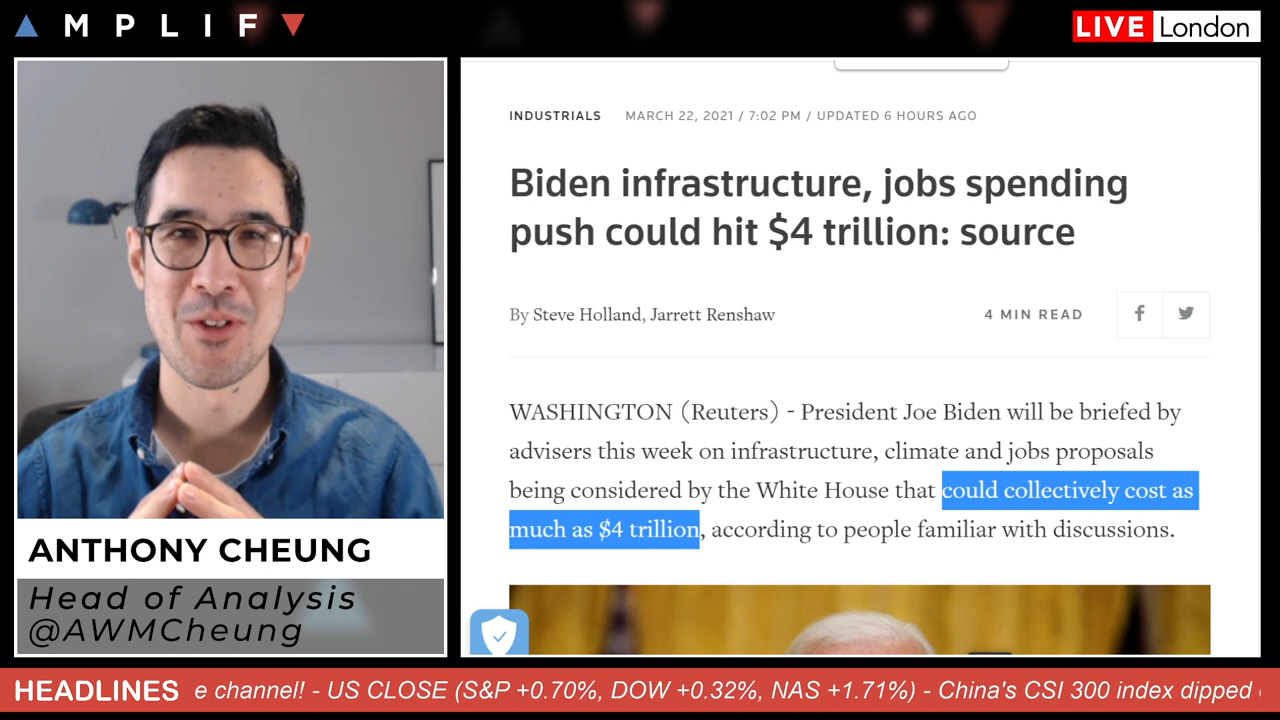 AMPLIFY
LIVE London
INDUSTRIALS MARCH 22, 2021 / 7:02 PM / UPDATED 6 HOURS AGO
Biden infrastructure, jobs spending
push could hit $4 trillion: source
By Steve Holland, Jarrett Renshaw
4 MIN READ
WASHINGTON (Reuters) - President Joe Biden will be briefed by
advisers this week on infrastructure, climate and jobs proposals
being considered by the White House that could collectively cost as
much as $4 trillion, according to people familiar with discussions.
ANTHONY CHEUNG
Head of Analysis
@AWMCheung
HEADLINES e channel! - US CLOSE (S&P +0.70%, DOW +0.32%, NAS +1.71%) - China's CSI 300 index dipped